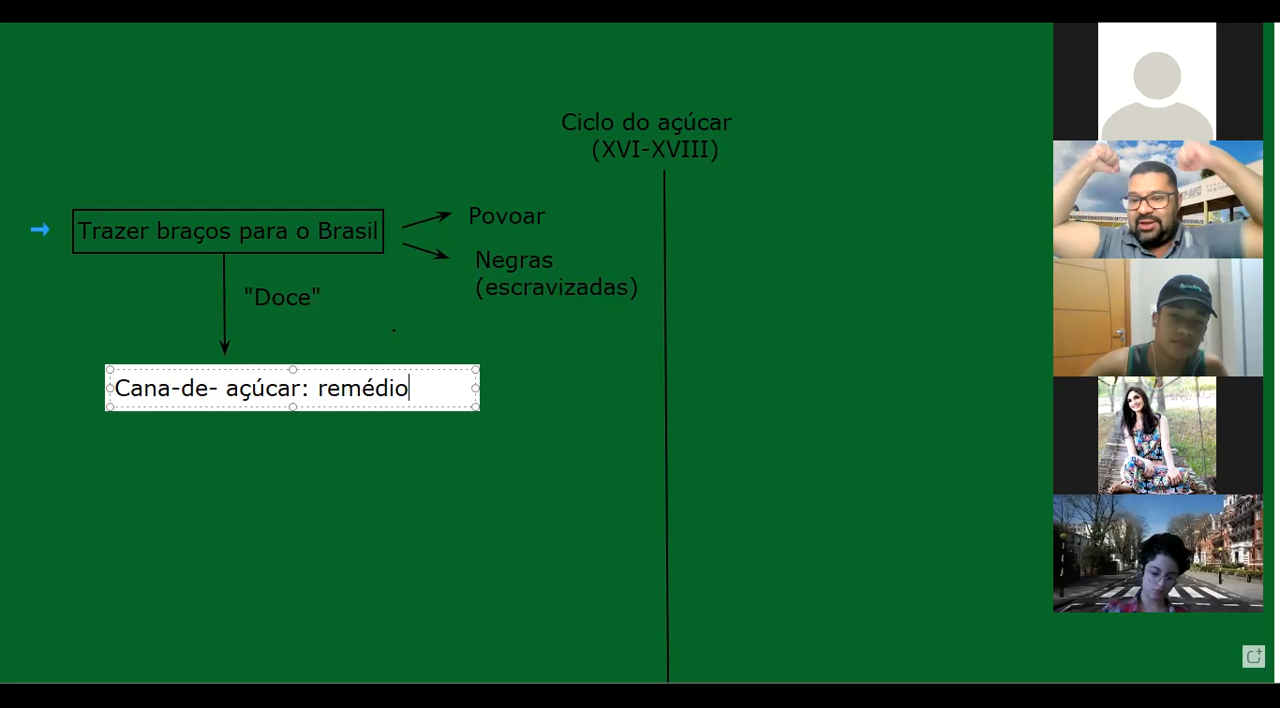 Ciclo do açúcar
(XVI-XVIII)
Trazer braços para o Brasil
Povoar
Negras
(escravizadas)
"Doce"
Cana-de- açúcar: remédio